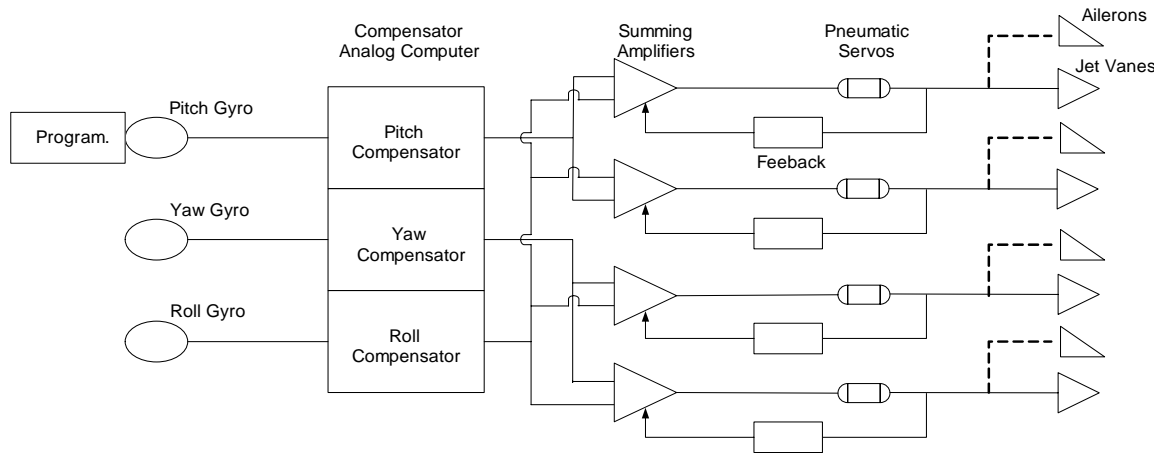 Compensator
Analog Computer
Summing
Amplifiers
Pneumatic
Servos
Ailerons
Jet Vanes
Pitch Gyro
Program.
Pitch
Compensator
Feeback
Yaw Gyro
Yaw
Compensator
Roll Gyro
Roll
Compensator